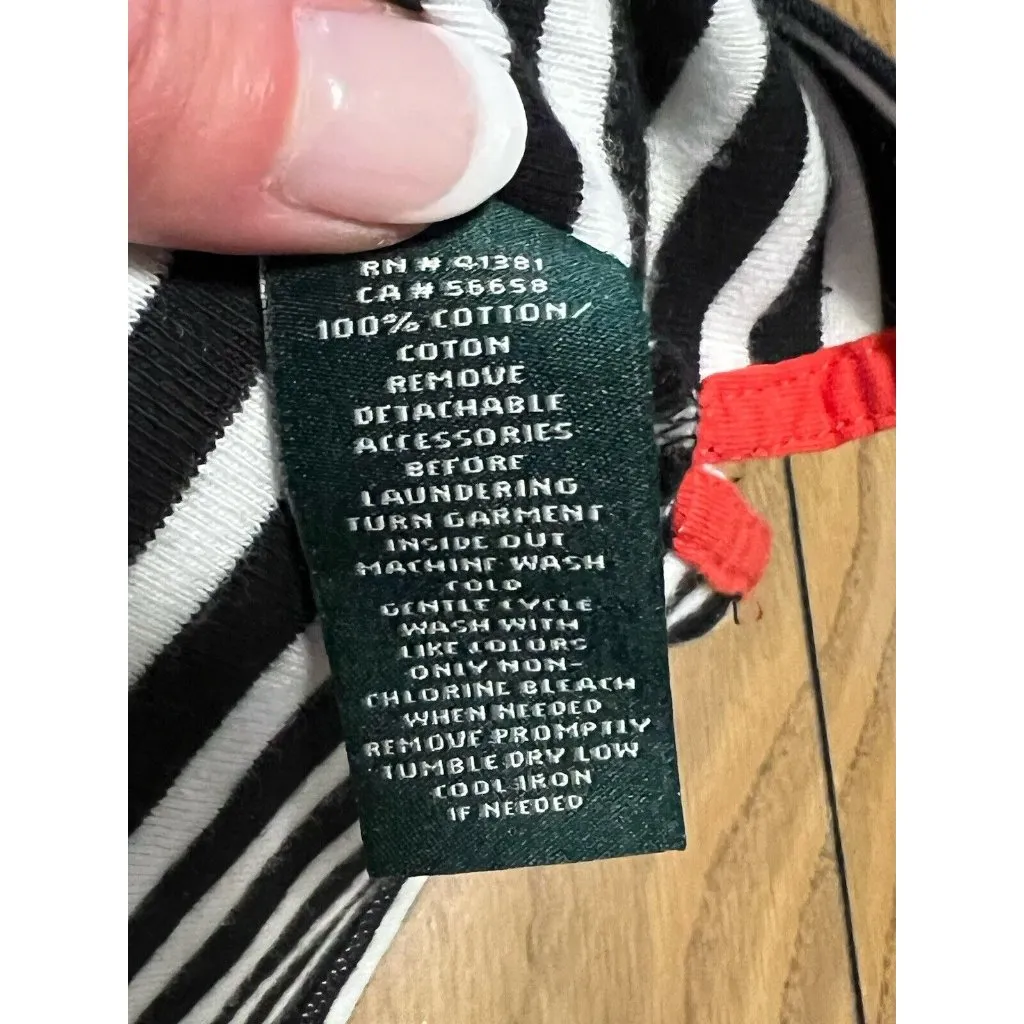 RN # 41381
CA # 56658
100% COTTON/
COTON
REMOVE
DETACHABLE
ACCESSORIES
BEFORE
LAUNDERING
TURN GARMENT
INSIDE OUT
MACHINE WASH
COLD
GENTLE CYCLE
WASH WITH
LIKE COLORS
ONLY NON-
CHLORINE BLEACH
WHEN NEEDED
REMOVE PROMPTLY
TUMBLE DRY LOW
COOL IRON
IF NEEDED